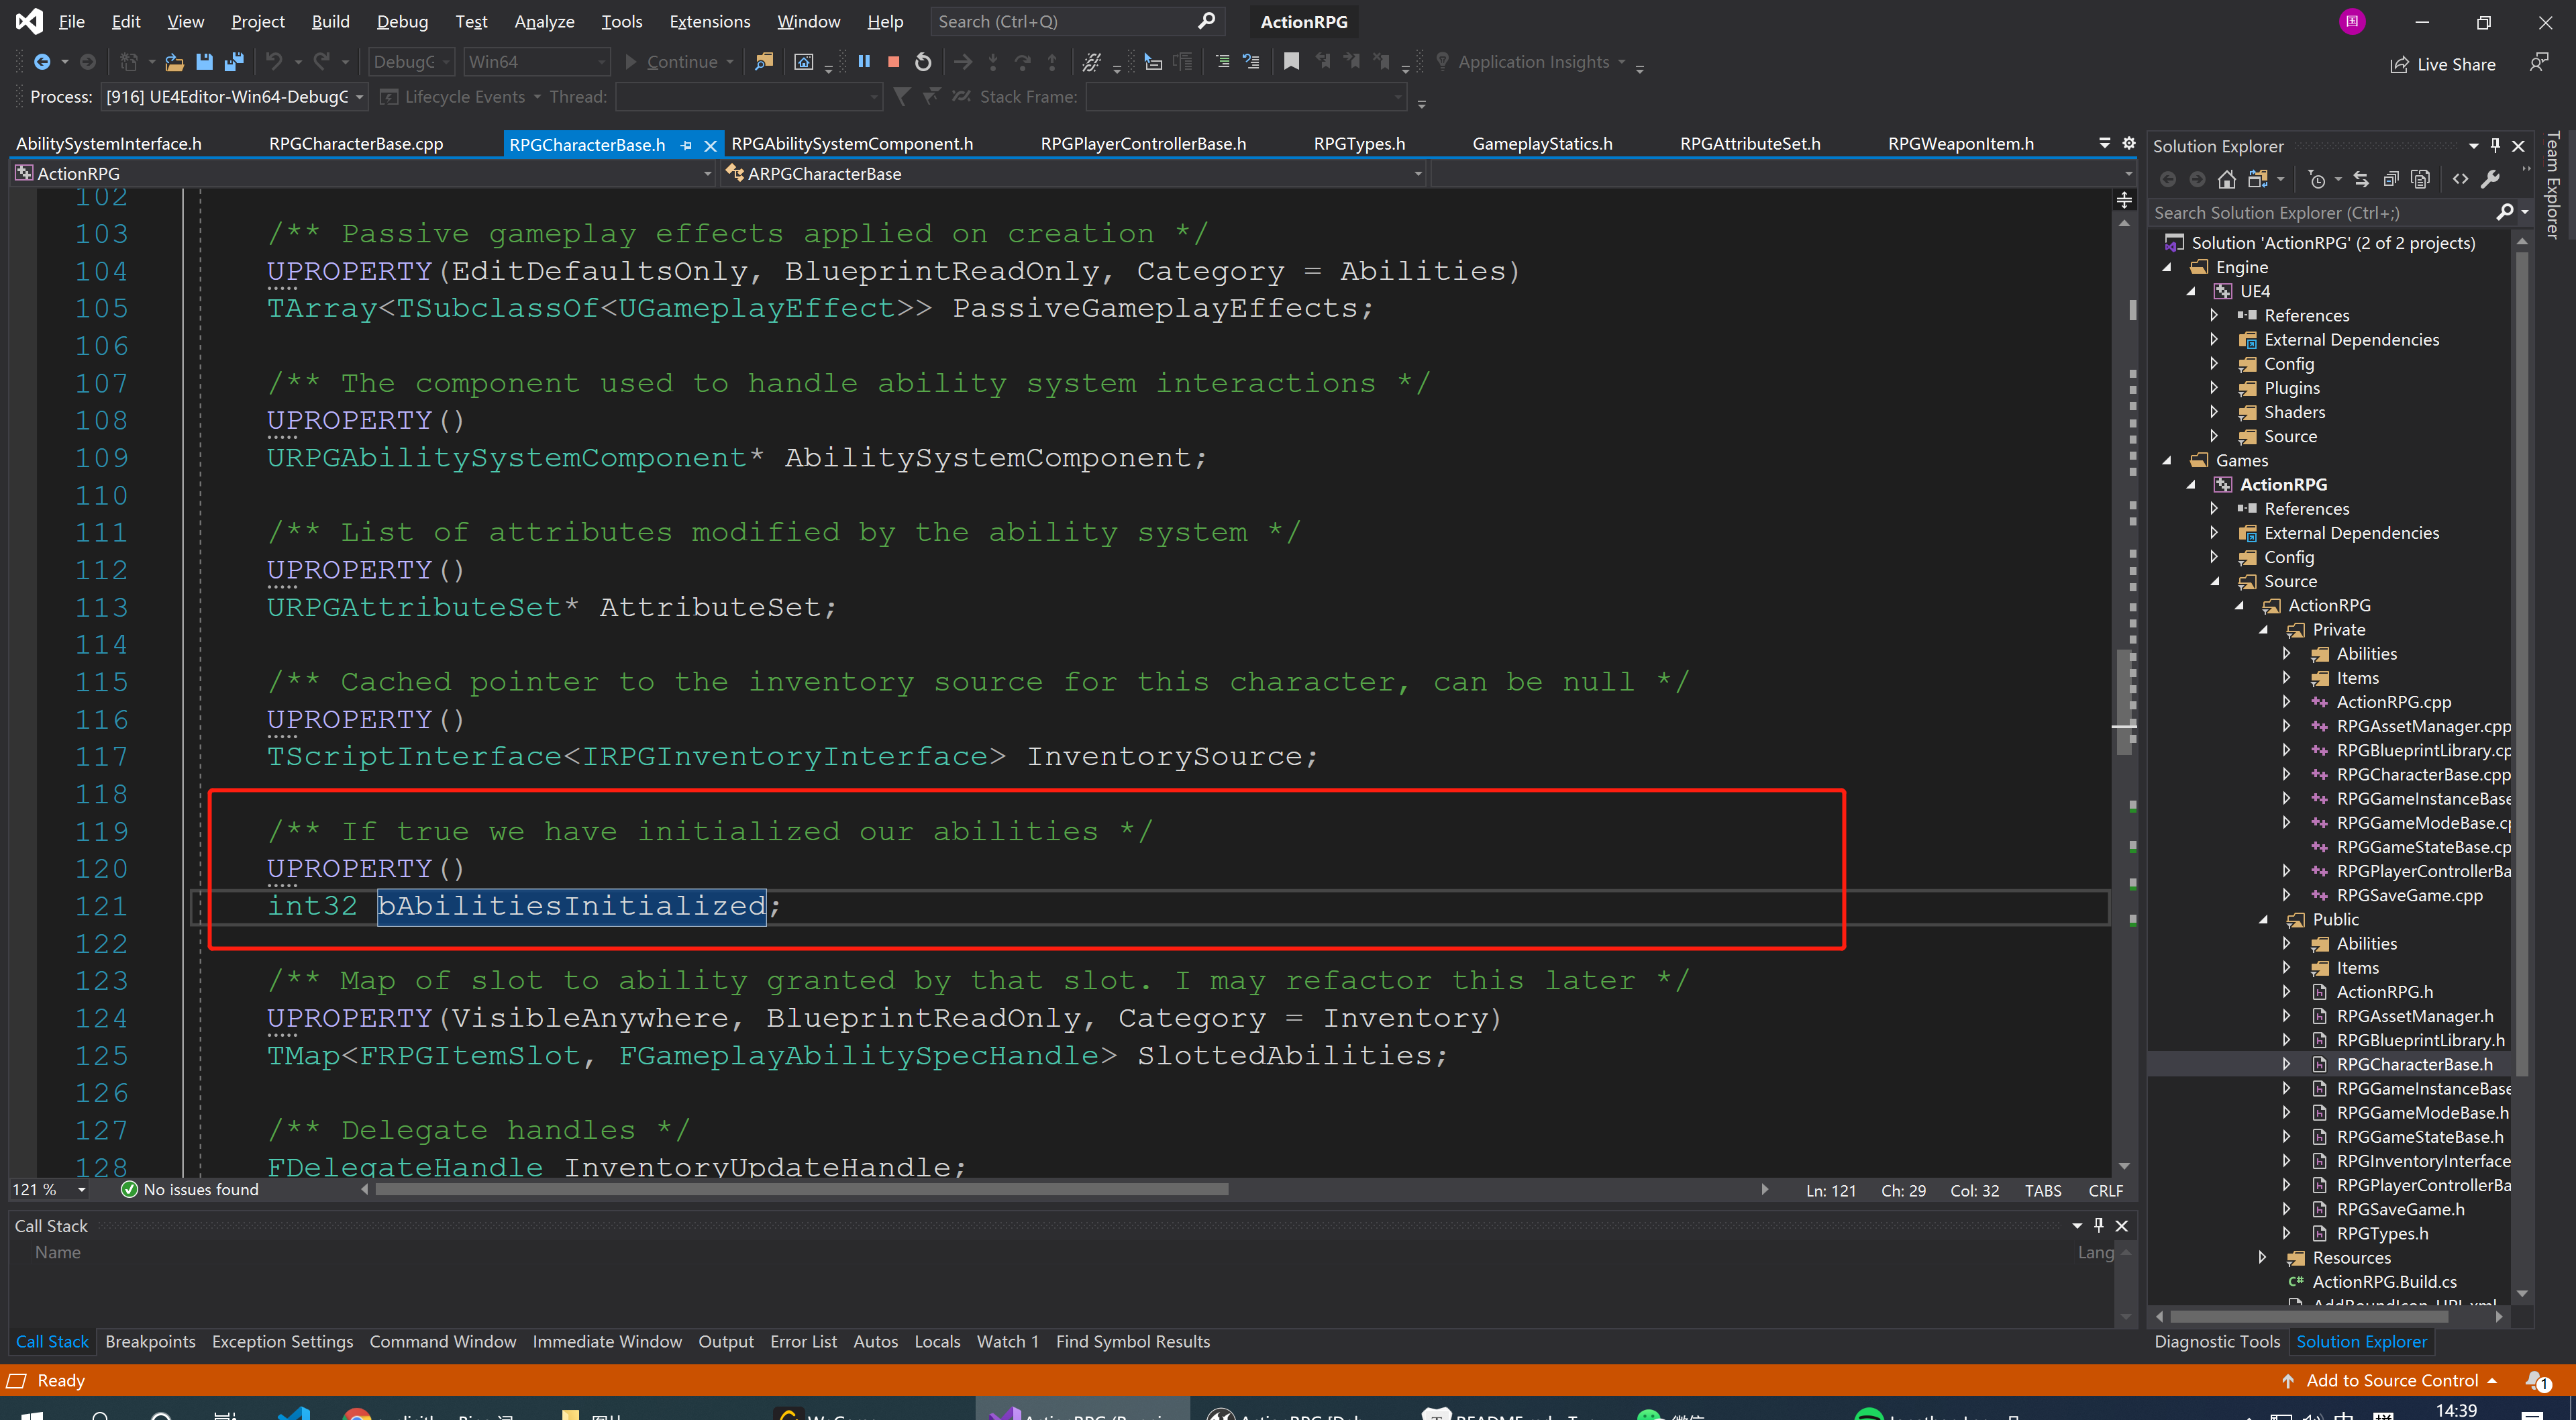 File Edit View Project Build Debug Test Analyze Tools Extensions Window Help Search (Ctrl+Q) ActionRPG 国
DebugG Win64 Continue Application Insights Live Share
Process: [916] UE4Editor-Win64-DebugG Lifecycle Events Thread: Stack Frame:
AbilitySystemInterface.h RPGCharacterBase.cpp RPGCharacterBase.h RPGAbilitySystemComponent.h RPGPlayerControllerBase.h RPGTypes.h GameplayStatics.h RPGAttributeSet.h RPGWeaponItem.h
ActionRPG ARPGCharacterBase
102
103 /** Passive gameplay effects applied on creation */
104 UPROPERTY(EditDefaultsOnly, BlueprintReadOnly, Category = Abilities)
105 TArray<TSubclassOf<UGameplayEffect>> PassiveGameplayEffects;
106
107 /** The component used to handle ability system interactions */
108 UPROPERTY()
109 URPGAbilitySystemComponent* AbilitySystemComponent;
110
111 /** List of attributes modified by the ability system */
112 UPROPERTY()
113 URPGAttributeSet* AttributeSet;
114
115 /** Cached pointer to the inventory source for this character, can be null */
116 UPROPERTY()
117 TScriptInterface<IRPGInventoryInterface> InventorySource;
118
119 /** If true we have initialized our abilities */
120 UPROPERTY()
121 int32 bAbilitiesInitialized;
122
123 /** Map of slot to ability granted by that slot. I may refactor this later */
124 UPROPERTY(VisibleAnywhere, BlueprintReadOnly, Category = Inventory)
125 TMap<FRPGItemSlot, FGameplayAbilitySpecHandle> SlottedAbilities;
126
127 /** Delegate handles */
128 FDelegateHandle InventoryUpdateHandle;
121 % No issues found Ln: 121 Ch: 29 Col: 32 TABS CRLF
Call Stack
Name Lang
Call Stack Breakpoints Exception Settings Command Window Immediate Window Output Error List Autos Locals Watch 1 Find Symbol Results
Solution Explorer
Search Solution Explorer (Ctrl+;)
Solution 'ActionRPG' (2 of 2 projects)
Engine
UE4
References
External Dependencies
Config
Plugins
Shaders
Source
Games
ActionRPG
References
External Dependencies
Config
Source
ActionRPG
Private
Abilities
Items
ActionRPG.cpp
RPGAssetManager.cpp
RPGBlueprintLibrary.cp
RPGCharacterBase.cpp
RPGGameInstanceBase
RPGGameModeBase.cp
RPGGameStateBase.cp
RPGPlayerControllerBa
RPGSaveGame.cpp
Public
Abilities
Items
ActionRPG.h
RPGAssetManager.h
RPGBlueprintLibrary.h
RPGCharacterBase.h
RPGGameInstanceBase
RPGGameModeBase.h
RPGGameStateBase.h
RPGInventoryInterface
RPGPlayerControllerBa
RPGSaveGame.h
RPGTypes.h
Resources
ActionRPG.Build.cs
Diagnostic Tools Solution Explorer
Team Explorer
Ready Add to Source Control 1
14:39